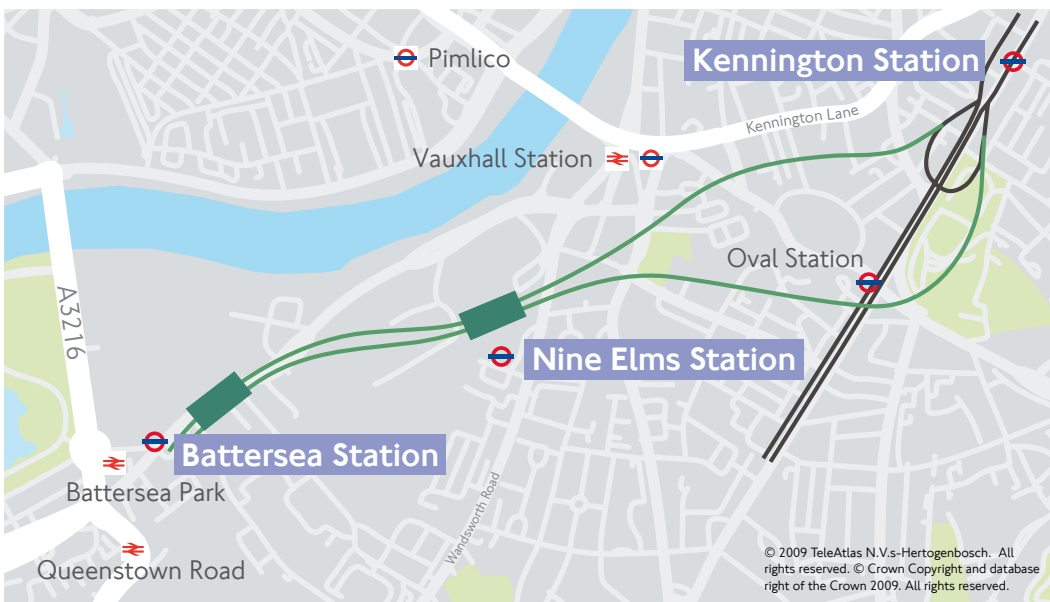 Pimlico
Kennington Station
Kennington Lane
Vauxhall Station
Oval Station
A3216
Nine Elms Station
Battersea Station
Battersea Park
Wandsworth Road
Queenstown Road
© 2009 TeleAtlas N.V.s-Hertogenbosch. All
rights reserved. © Crown Copyright and database
right of the Crown 2009. All rights reserved.